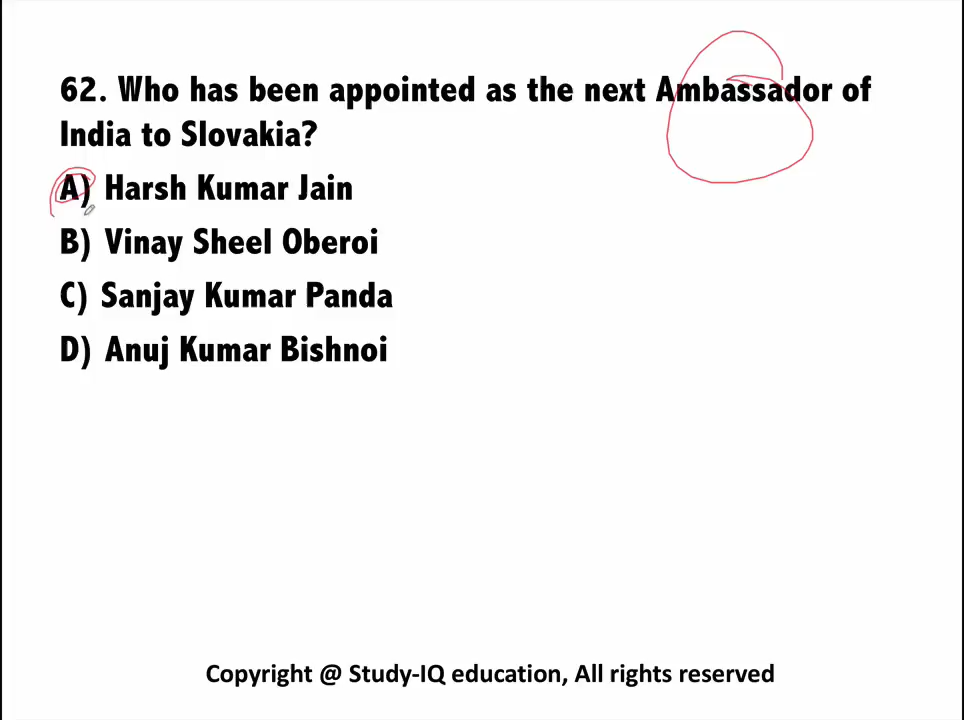 62. Who has been appointed as the next Ambassador of
India to Slovakia?
A) Harsh Kumar Jain
B) Vinay Sheel Oberoi
C) Sanjay Kumar Panda
D) Anuj Kumar Bishnoi
Copyright @ Study-IQ education, All rights reserved